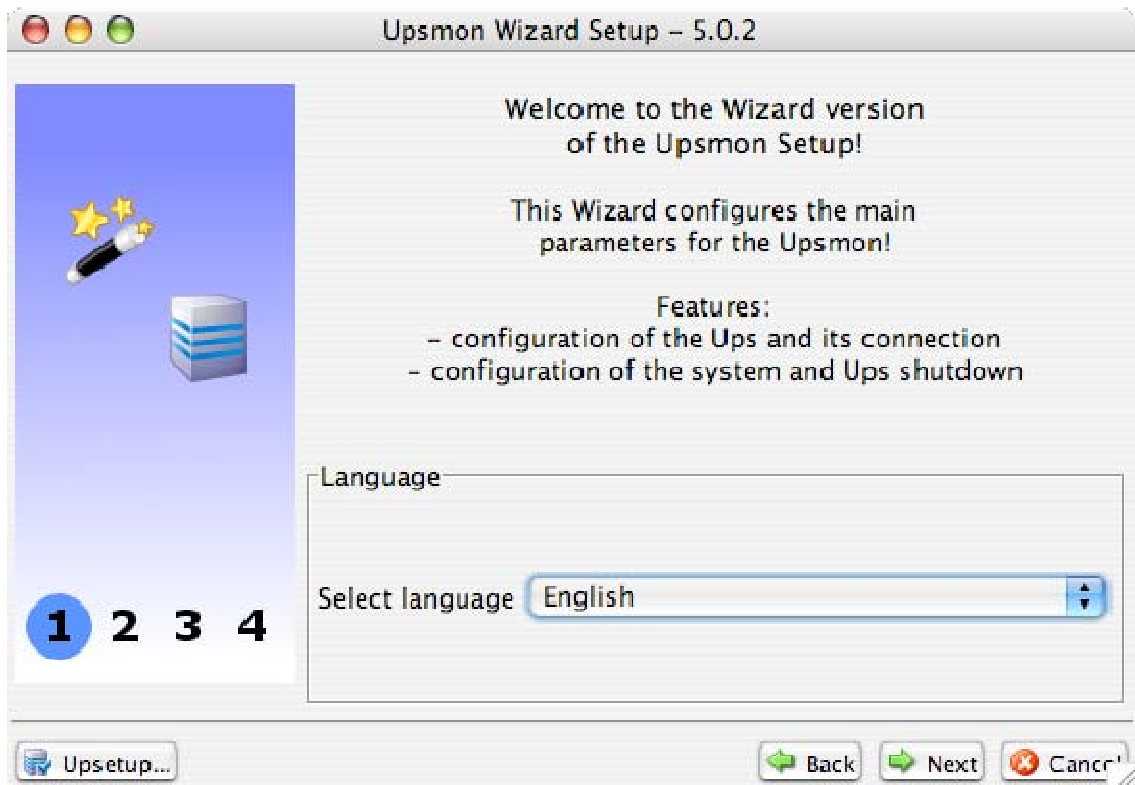 Upsmon Wizard Setup – 5.0.2
Welcome to the Wizard version
of the Upsmon Setup!
This Wizard configures the main
parameters for the Upsmon!
Features:
– configuration of the Ups and its connection
– configuration of the system and Ups shutdown
Language
Select language English
1 2 3 4
Upsetup...
Back
Next
Cancel